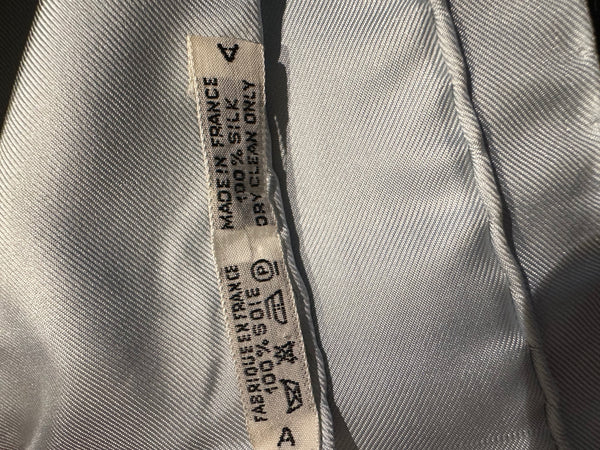 A
MADE IN FRANCE
100% SILK
DRY CLEAN ONLY
FABRIQUE EN FRANCE
100% SOIE
P
A